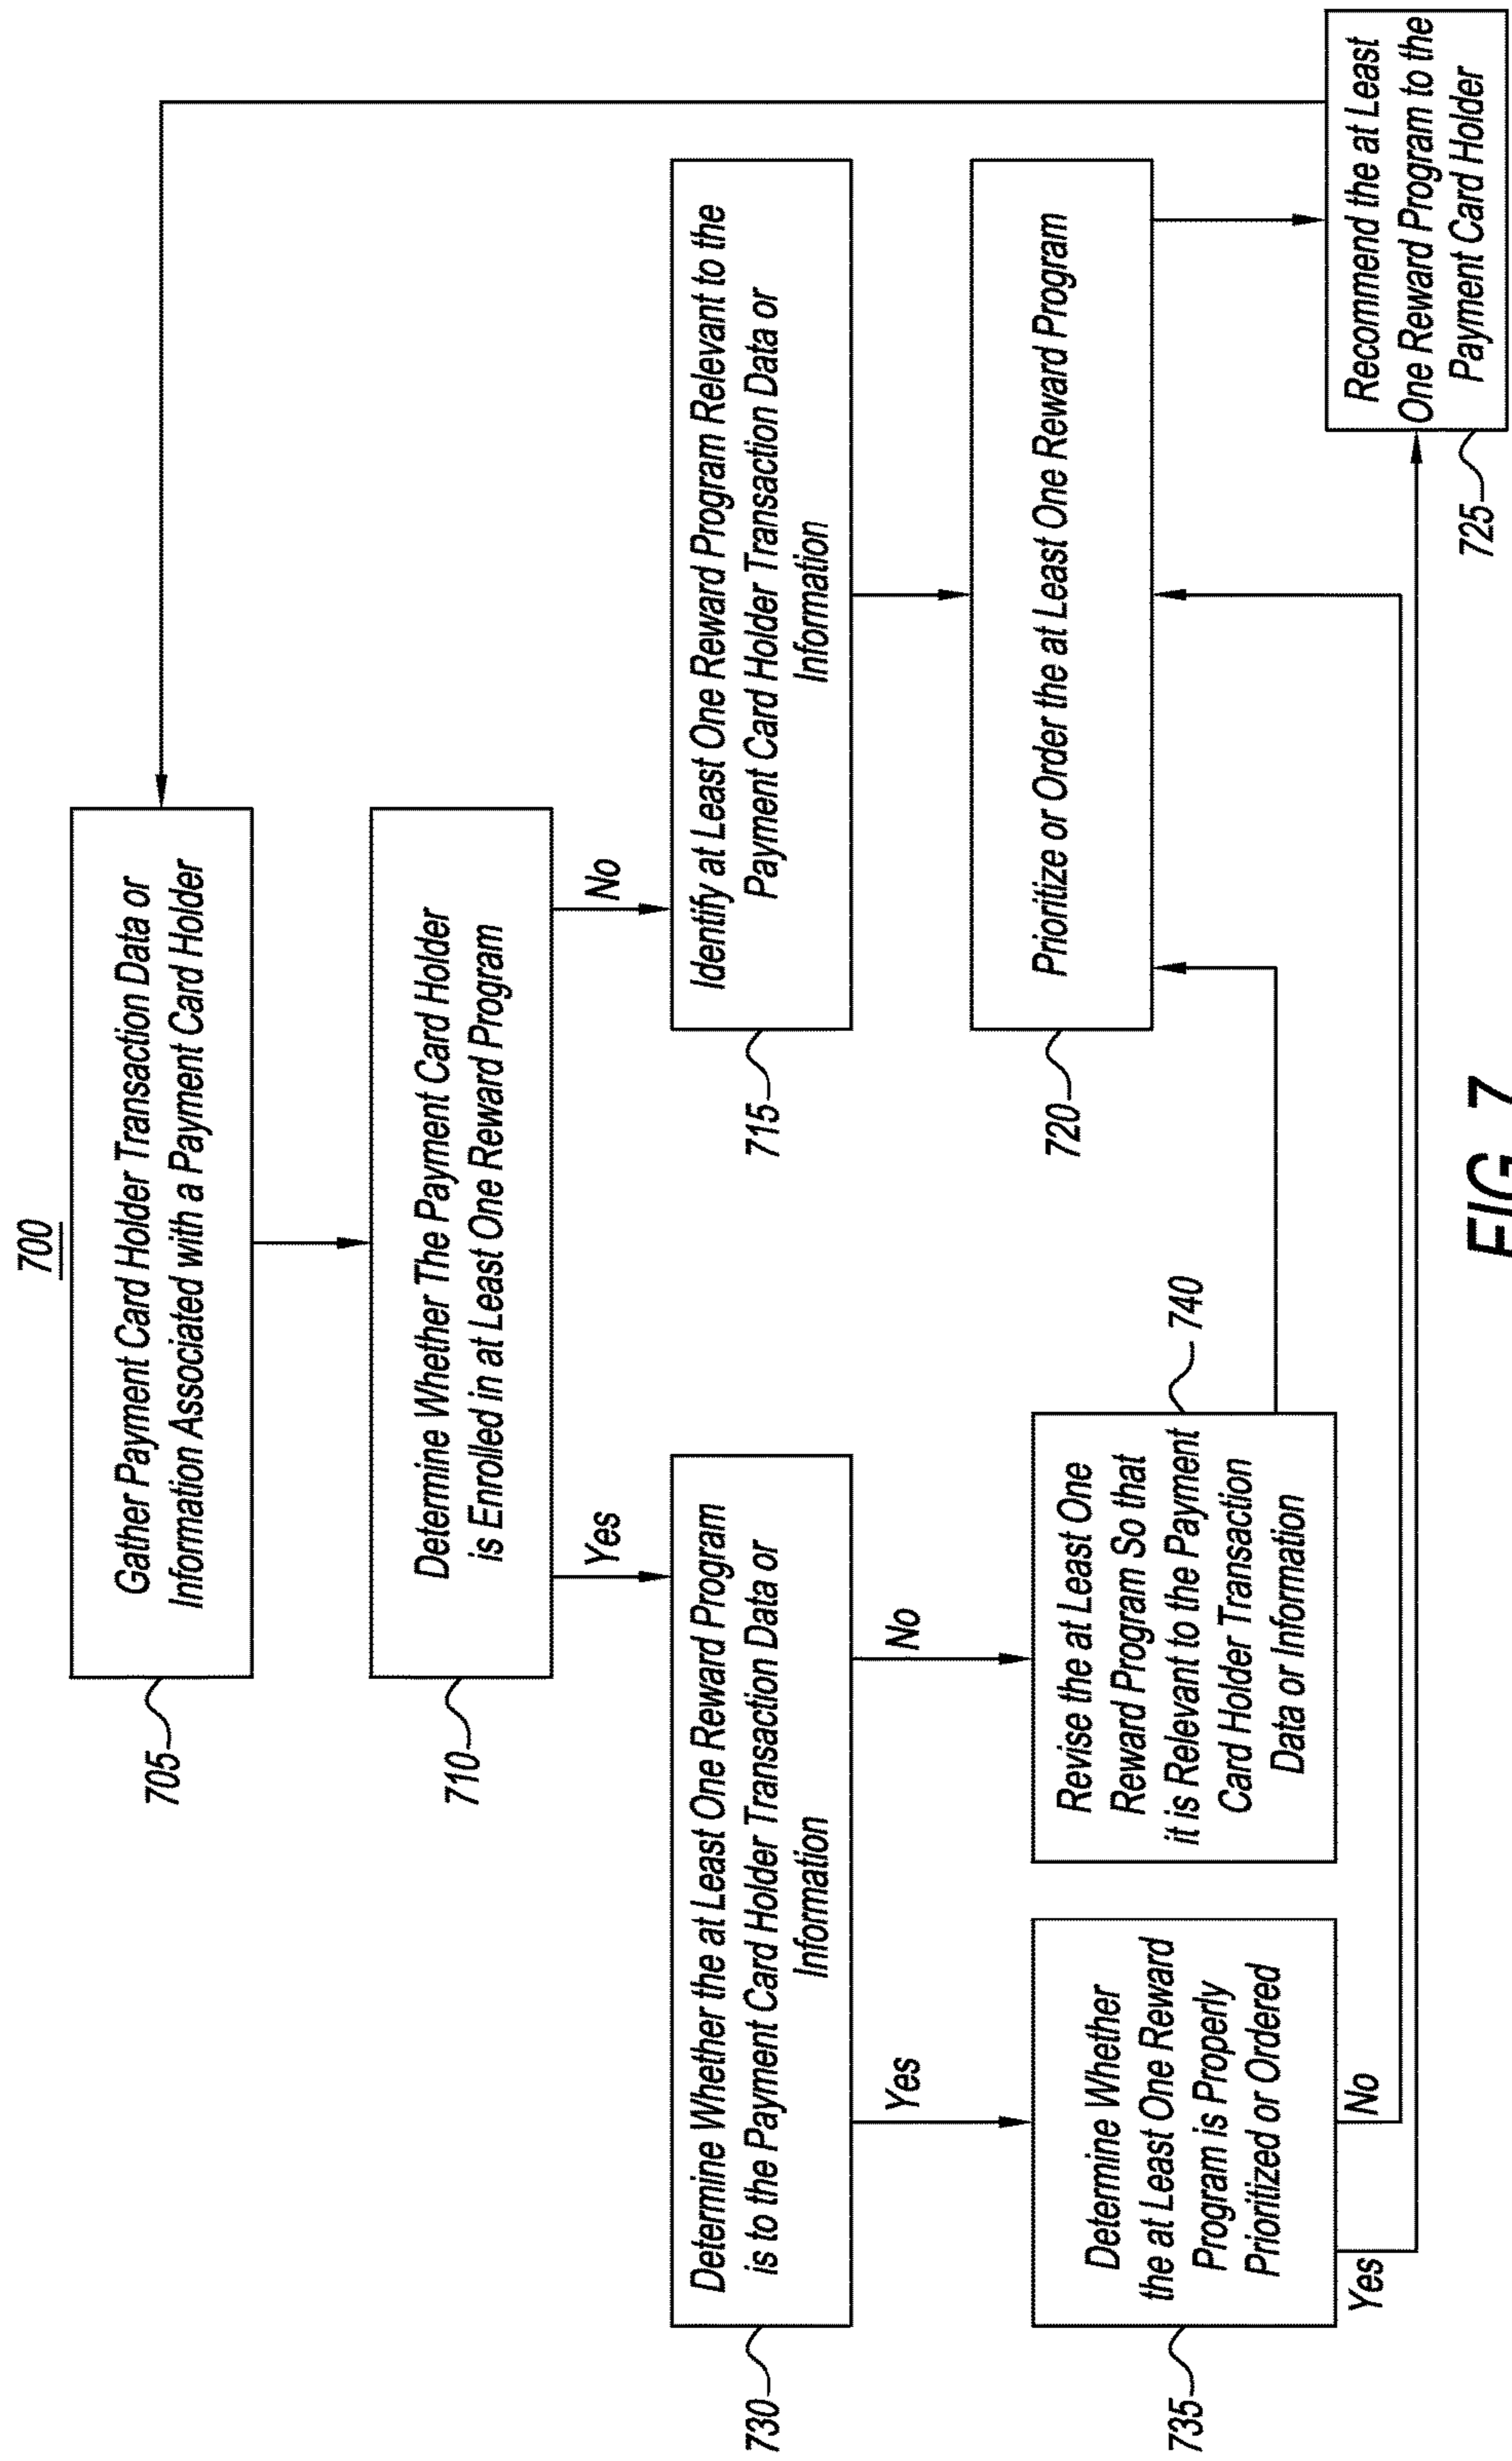 700
705
Gather Payment Card Holder Transaction Data or
Information Associated with a Payment Card Holder
710
Determine Whether The Payment Card Holder
is Enrolled in at Least One Reward Program
Yes
No
730
Determine Whether the at Least One Reward Program
is to the Payment Card Holder Transaction Data or
Information
715
Identify at Least One Reward Program Relevant to the
Payment Card Holder Transaction Data or
Information
Yes
No
735
Determine Whether
the at Least One Reward
Program is Properly
Prioritized or Ordered
740
Revise the at Least One
Reward Program So that
it is Relevant to the Payment
Card Holder Transaction
Data or Information
720
Prioritize or Order the at Least One Reward Program
Yes
No
725
Recommend the at Least
One Reward Program to the
Payment Card Holder
FIG. 7